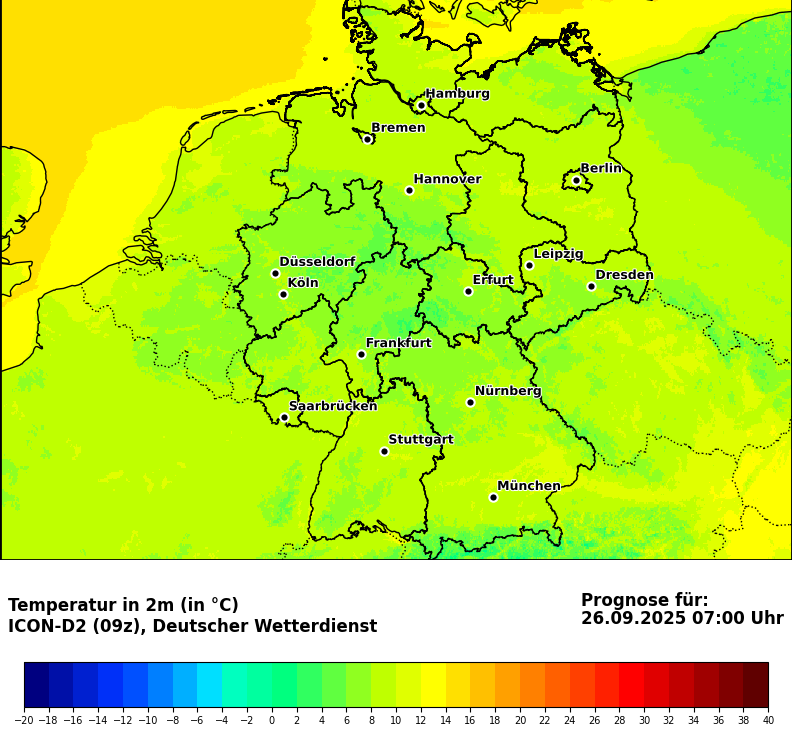 Hamburg
Bremen
Berlin
Hannover
Leipzig
Düsseldorf
Dresden
Köln
Erfurt
Frankfurt
Nürnberg
Saarbrücken
Stuttgart
München
Temperatur in 2m (in °C)
ICON-D2 (09z), Deutscher Wetterdienst
Prognose für:
26.09.2025 07:00 Uhr
−20 −18 −16 −14 −12 −10 −8 −6 −4 −2 0 2 4 6 8 10 12 14 16 18 20 22 24 26 28 30 32 34 36 38 40